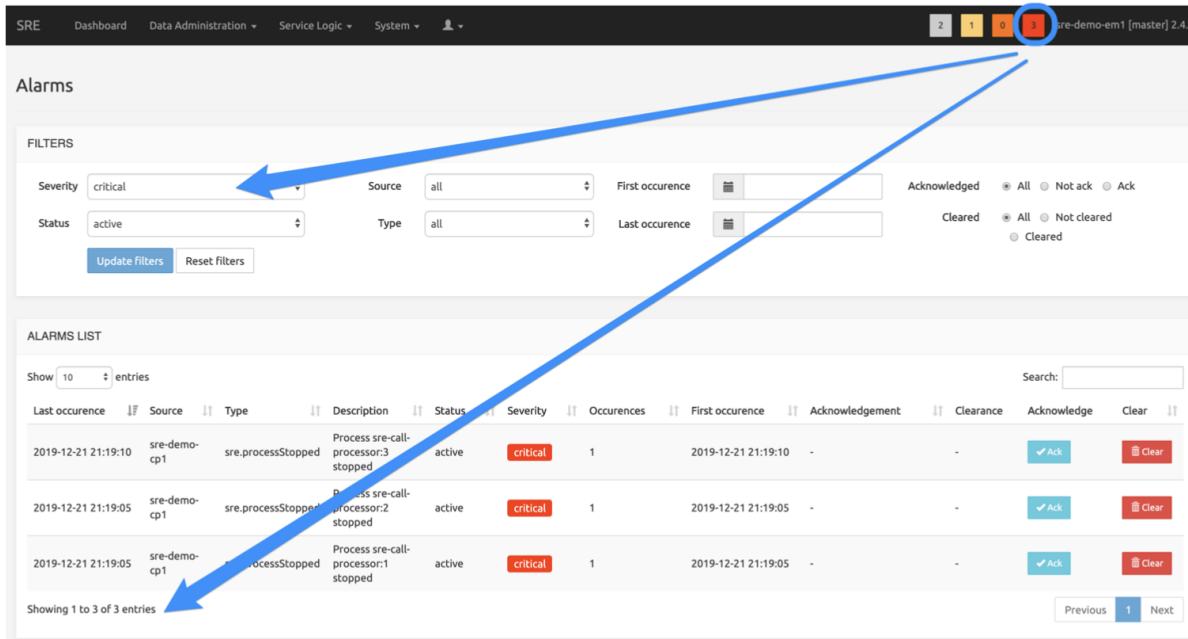 SRE Dashboard Data Administration Service Logic System 2 1 0 3 sre-demo-em1 [master] 2.4.
Alarms
FILTERS
Severity critical Source all First occurence Acknowledged All Not ack Ack
Status active Type all Last occurence Cleared All Not cleared
Cleared
Update filters Reset filters
ALARMS LIST
Show 10 entries Search:
Last occurence Source Type Description Status Severity Occurences First occurence Acknowledgement Clearance Acknowledge Clear
Process sre-call-
2019-12-21 21:19:10 sre-demo- sre.processStopped processor:3 active critical 1 2019-12-21 21:19:10 - - Ack Clear
cp1 stopped
sre-call-
2019-12-21 21:19:05 sre-demo- sre.processStopped processor:2 active critical 1 2019-12-21 21:19:05 - - Ack Clear
cp1 stopped
Process sre-call-
2019-12-21 21:19:05 sre-demo- processor:1 active critical 1 2019-12-21 21:19:05 - - Ack Clear
cp1 stopped
Showing 1 to 3 of 3 entries Previous 1 Next